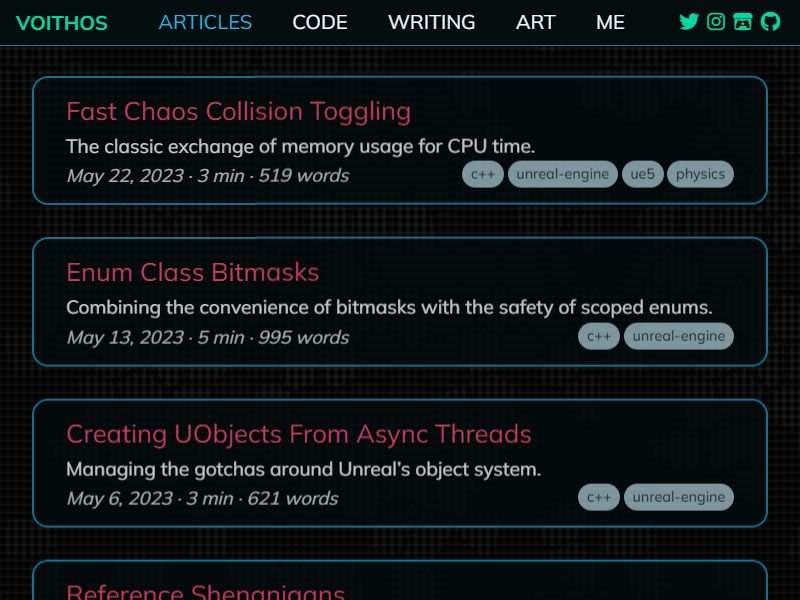 VOITHOS ARTICLES CODE WRITING ART ME
Fast Chaos Collision Toggling
The classic exchange of memory usage for CPU time.
May 22, 2023 · 3 min · 519 words c++ unreal-engine ue5 physics
Enum Class Bitmasks
Combining the convenience of bitmasks with the safety of scoped enums.
May 13, 2023 · 5 min · 995 words c++ unreal-engine
Creating UObjects From Async Threads
Managing the gotchas around Unreal’s object system.
May 6, 2023 · 3 min · 621 words c++ unreal-engine
Reference Shenanigans